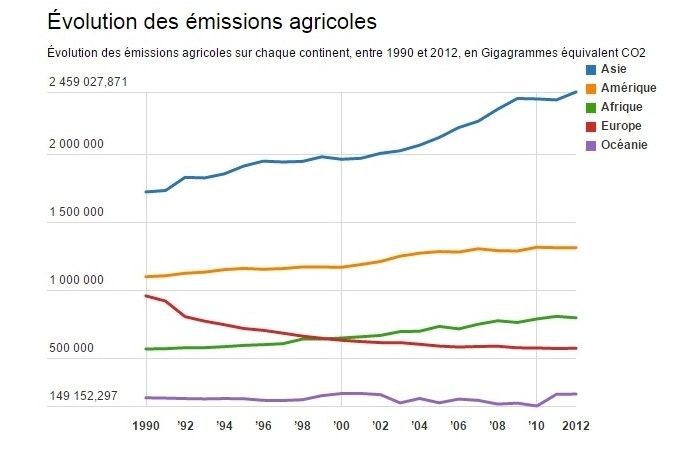 Évolution des émissions agricoles
Évolution des émissions agricoles sur chaque continent, entre 1990 et 2012, en Gigagrammes équivalent CO2
Asie
Amérique
Afrique
Europe
Océanie
2 459 027,871
2 000 000
1 500 000
1 000 000
500 000
149 152,297
1990 ’92 ’94 ’96 ’98 ’00 ’02 ’04 ’06 ’08 ’10 2012